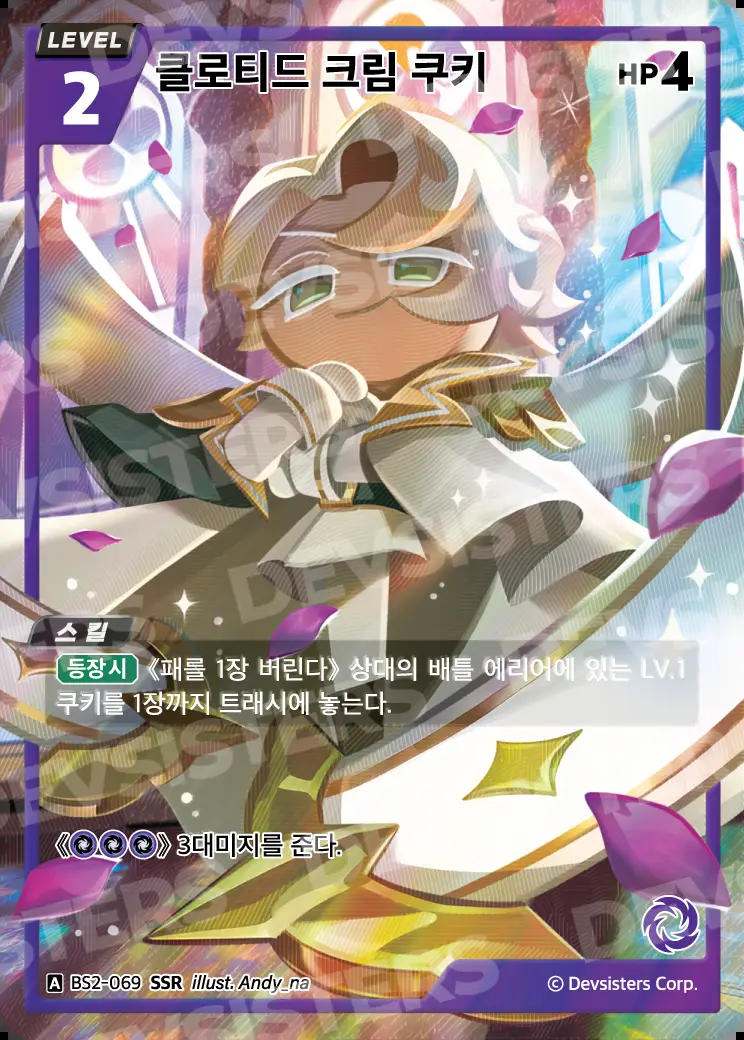 LEVEL
2
클로티드 크림 쿠키
HP 4
스킬
등장시 《패를 1장 버린다》 상대의 배틀 에리어에 있는 LV.1
쿠키를 1장까지 트래시에 놓는다.
《》 3대미지를 준다.
A BS2-069 SSR illust. Andy_na
© Devsisters Corp.
DEVSISTERS